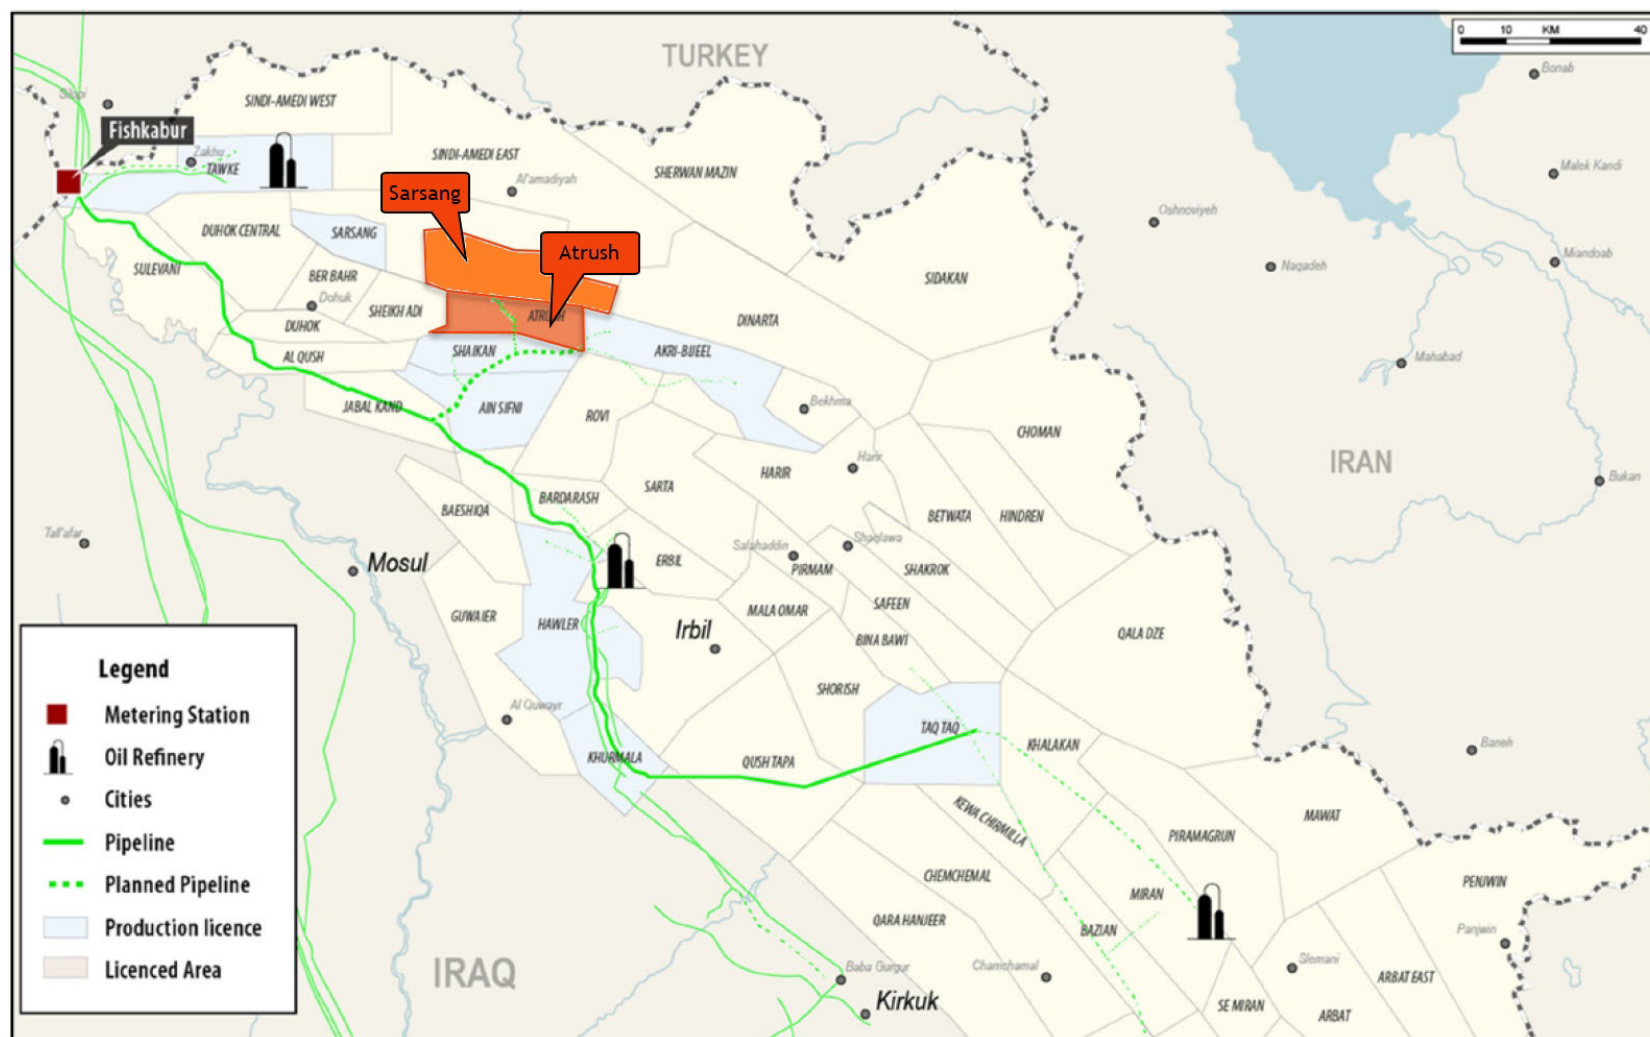 TURKEY
0 10 KM 40
Bonab
SINDI-AMEDI WEST
Silopi
Fishkabur
Zakhu
TAWKE
SINDI-AMEDI EAST
SHERWAN MAZIN
Malek Kandi
Al'amadiyah
Sarsang
Oshnoviyeh
DUHOK CENTRAL
SARSANG
Atrush
Miandoab
Naqadeh
SULEVANI
BER BAHR
SIDAKAN
Dohuk
SHEIKH ADI
ATRUSH
DUHOK
DINARTA
AL QUSH
SHAIKAN
AKRI-BIJEEL
Mahabad
JABAL KAND
AIN SIFNI
ROVI
Bekhma
CHOMAN
IRAN
Harir
HARIR
Bukan
BARDARASH
SARTA
BAESHIQA
BETWATA
HINDREN
Tall'afar
Mosul
Salahaddin
Shaqlawa
ERBIL
PIRMAM
SHAKROK
GUWAIER
HAWLER
MALA OMAR
SAFEEN
Irbil
BINA BAWI
QALA DZE
Legend
Metering Station
Oil Refinery
Cities
Pipeline
Planned Pipeline
Production licence
Licenced Area
Al Quwayr
SHORISH
TAQ TAQ
KHALAKAN
Baneh
KHURMALA
QUSH TAPA
KEWA CHIRMILLA
MAWAT
PIRAMAGRUN
CHEMCHEMAL
MIRAN
PENJWIN
QARA HANJEER
BAZIAN
Panjwin
IRAQ
Baba Gurgur
Chamchamal
Slemani
ARBAT EAST
Kirkuk
SE MIRAN
ARBAT